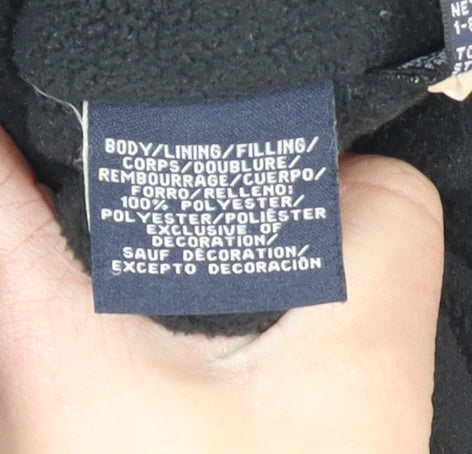 BODY/LINING/FILLING/
CORPS/DOUBLURE/
REMBOURRAGE/CUERPO/
FORRO/RELLENO:
100% POLYESTER/
POLYESTER/POLIÉSTER
EXCLUSIVE OF
DECORATION/
SAUF DÉCORATION/
EXCEPTO DECORACIÓN